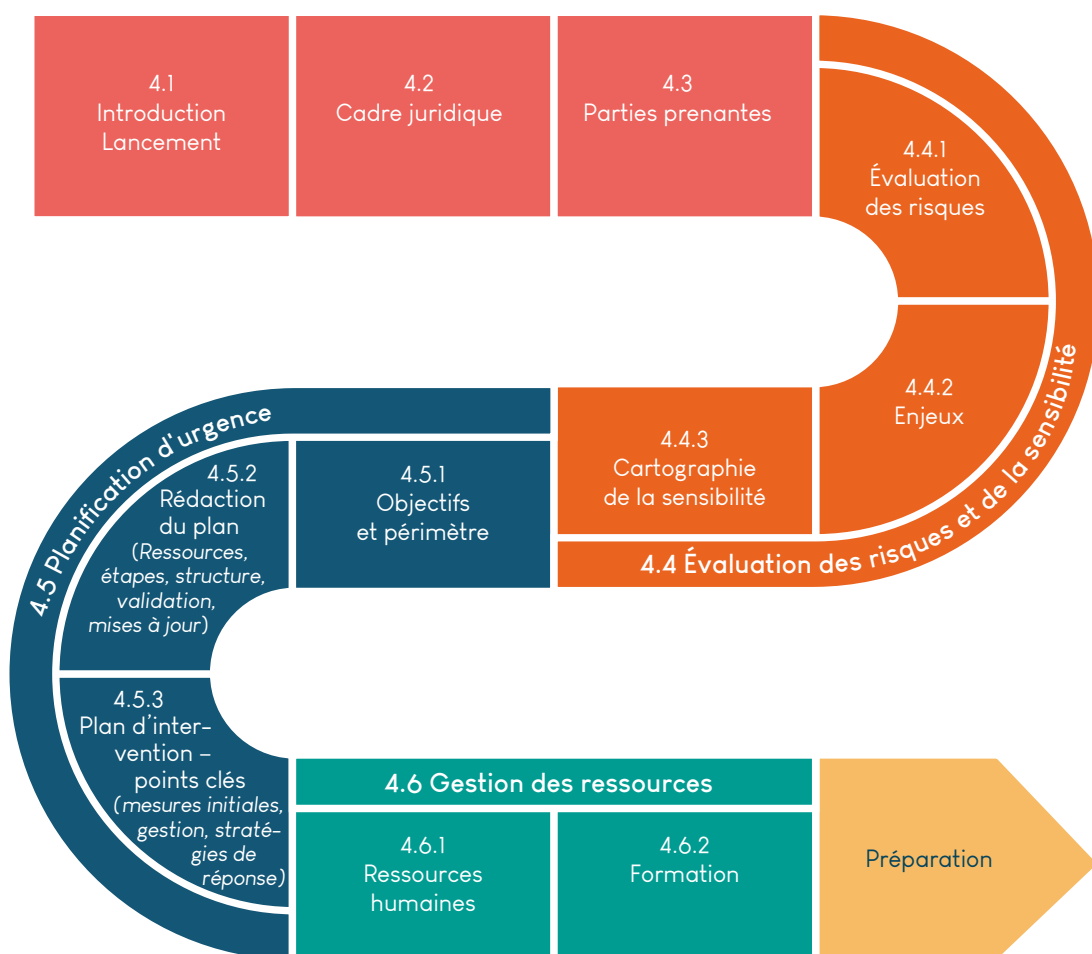 4.1
Introduction
Lancement
4.2
Cadre juridique
4.3
Parties prenantes
4.4.1
Évaluation
des risques
4.4.2
Enjeux
4.4.3
Cartographie
de la sensibilité
4.4 Évaluation des risques et de la sensibilité
4.5 Planification d'urgence
4.5.1
Objectifs
et périmètre
4.5.2
Rédaction
du plan
(Ressources,
étapes, structure,
validation,
mises à jour)
4.5.3
Plan d'inter-
vention –
points clés
(mesures initiales,
gestion, straté-
gies de
réponse)
4.6 Gestion des ressources
4.6.1
Ressources
humaines
4.6.2
Formation
Préparation